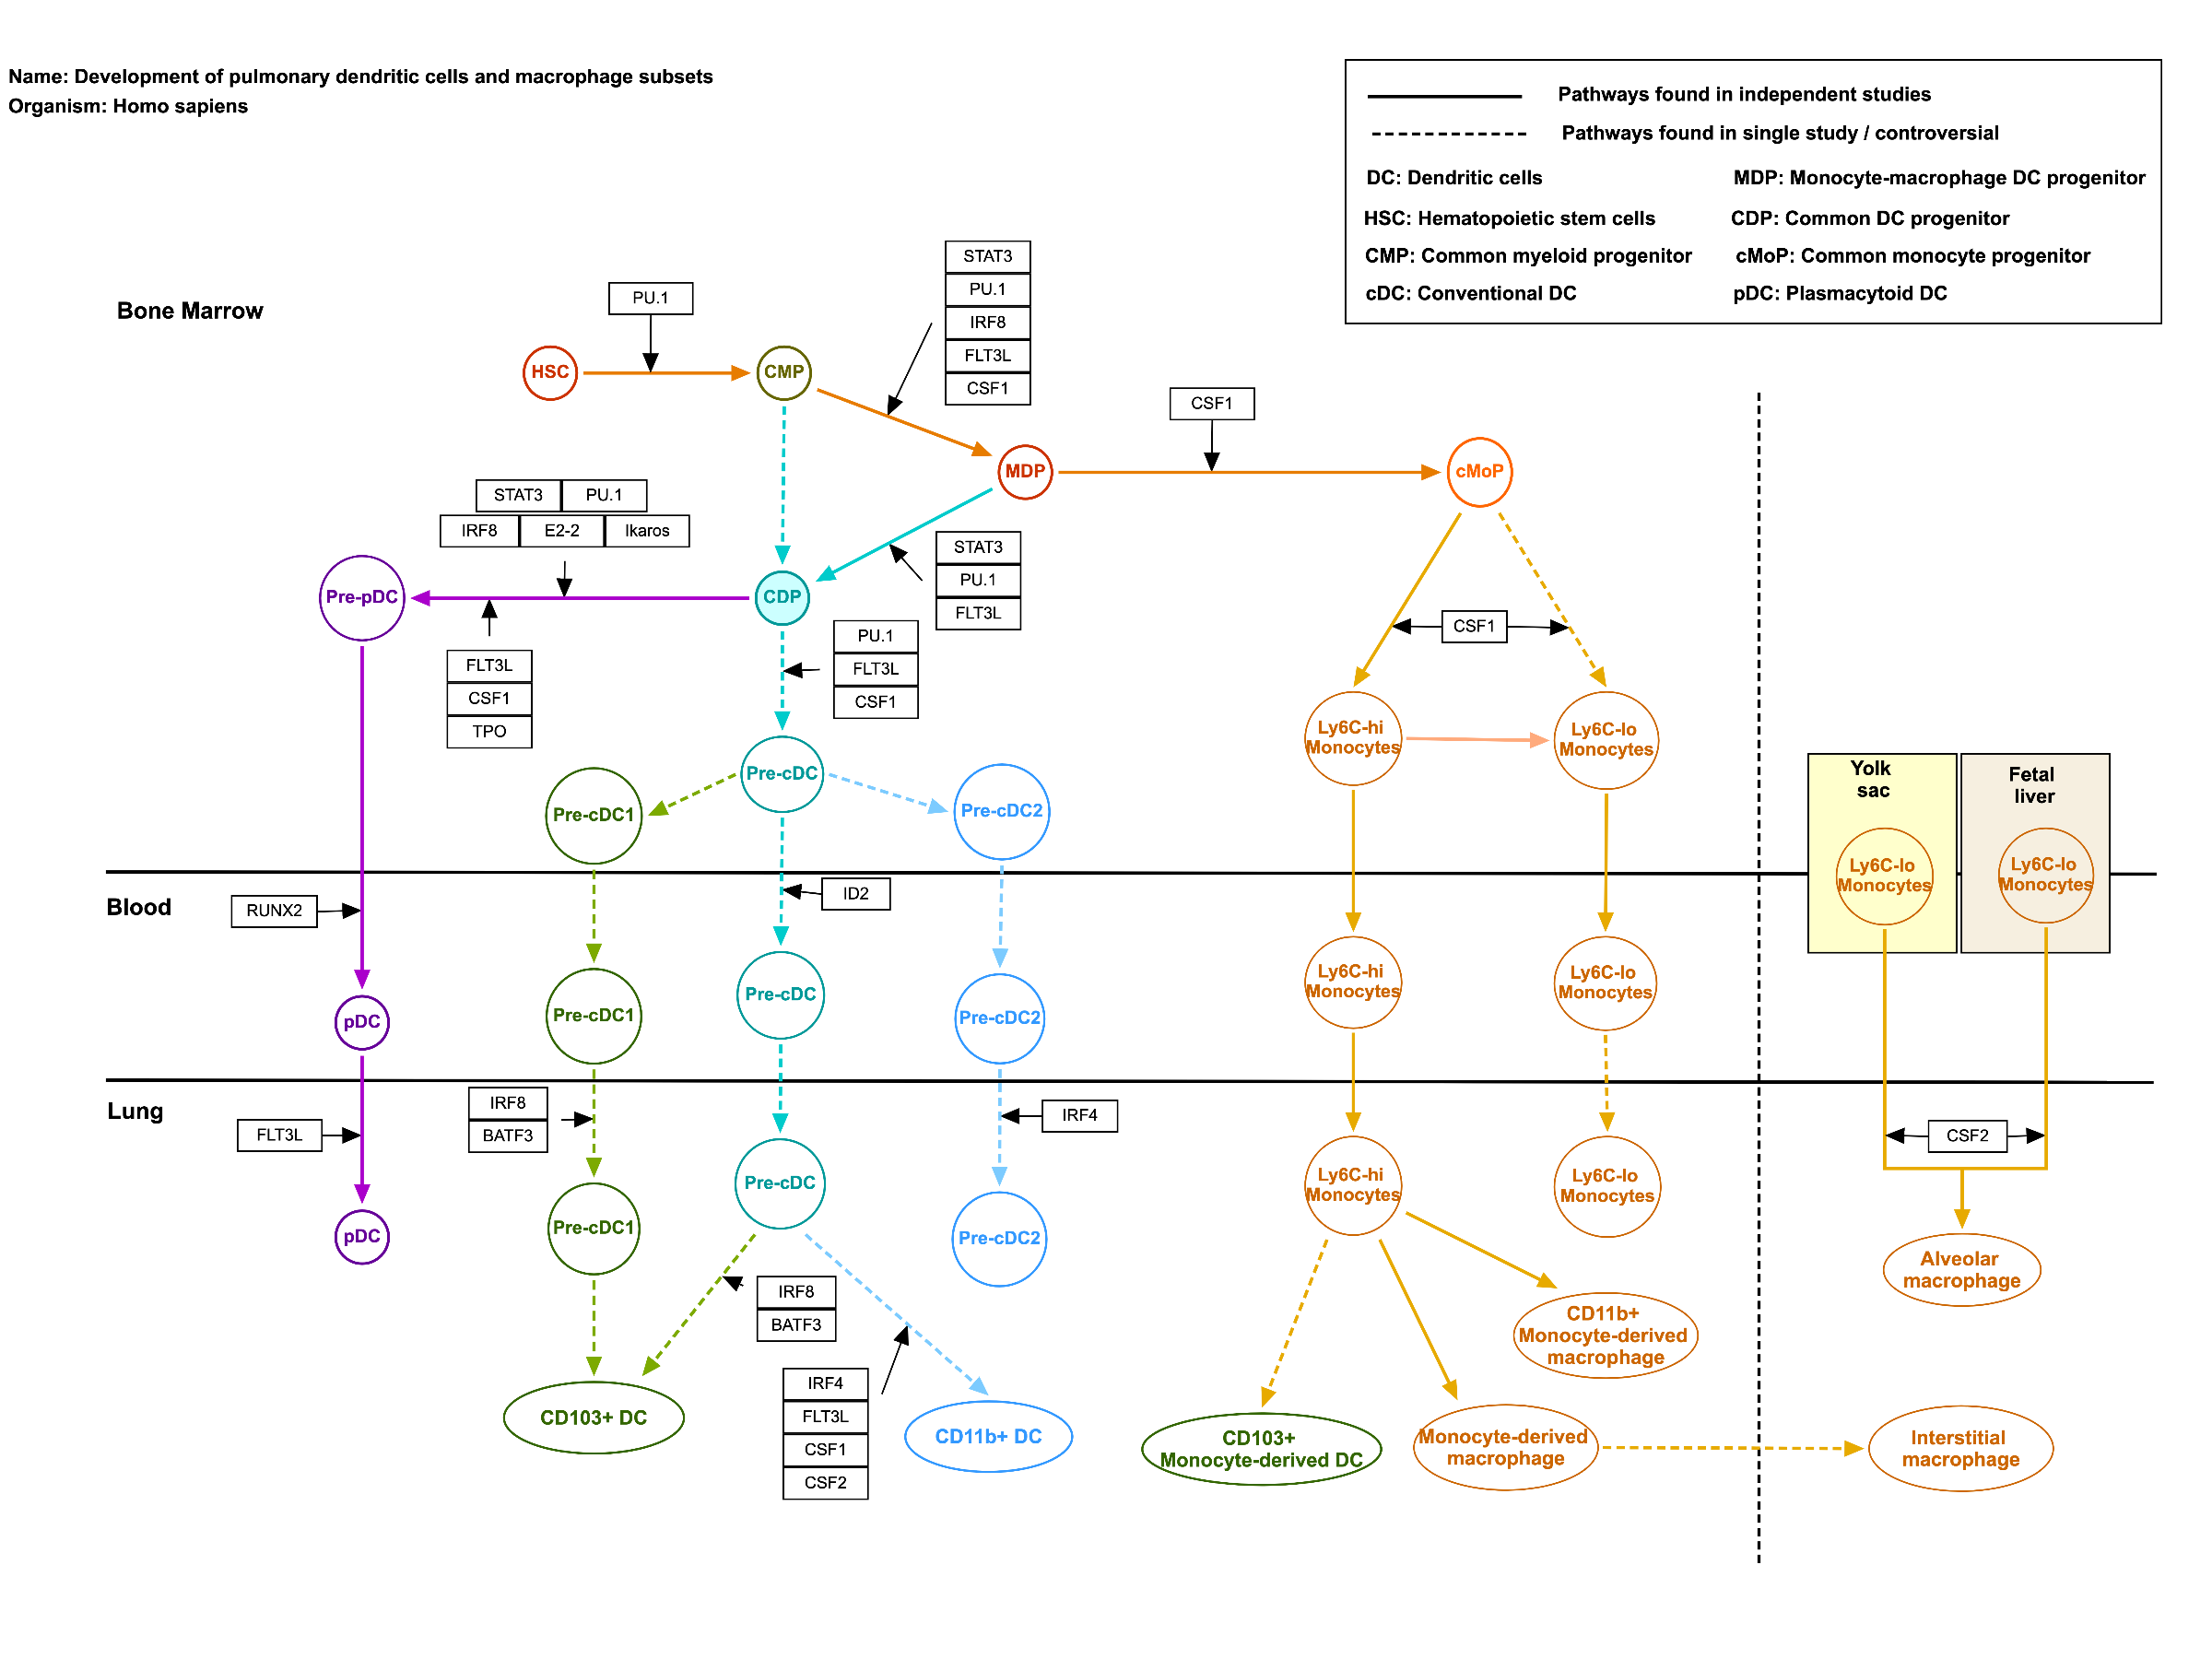 Name: Development of pulmonary dendritic cells and macrophage subsets
Organism: Homo sapiens
Pathways found in independent studies
Pathways found in single study / controversial
DC: Dendritic cells
MDP: Monocyte-macrophage DC progenitor
HSC: Hematopoietic stem cells
CDP: Common DC progenitor
CMP: Common myeloid progenitor
cMoP: Common monocyte progenitor
cDC: Conventional DC
pDC: Plasmacytoid DC
Bone Marrow
PU.1
STAT3
PU.1
IRF8
FLT3L
CSF1
HSC
CMP
CSF1
MDP
cMoP
STAT3
PU.1
IRF8
E2-2
Ikaros
STAT3
PU.1
FLT3L
Pre-pDC
CDP
FLT3L
CSF1
TPO
PU.1
FLT3L
CSF1
CSF1
Ly6C-hi
Monocytes
Ly6C-lo
Monocytes
Pre-cDC
Pre-cDC1
Pre-cDC2
Yolk
sac
Fetal
liver
Ly6C-lo
Monocytes
Ly6C-lo
Monocytes
Blood
RUNX2
ID2
pDC
Pre-cDC1
Pre-cDC
Pre-cDC2
Ly6C-hi
Monocytes
Ly6C-lo
Monocytes
Lung
FLT3L
IRF8
BATF3
IRF4
CSF2
pDC
Pre-cDC1
Pre-cDC
Pre-cDC2
Ly6C-hi
Monocytes
Ly6C-lo
Monocytes
Alveolar
macrophage
IRF8
BATF3
CD11b+
Monocyte-derived
macrophage
IRF4
FLT3L
CSF1
CSF2
CD103+ DC
CD11b+ DC
CD103+
Monocyte-derived DC
Monocyte-derived
macrophage
Interstitial
macrophage